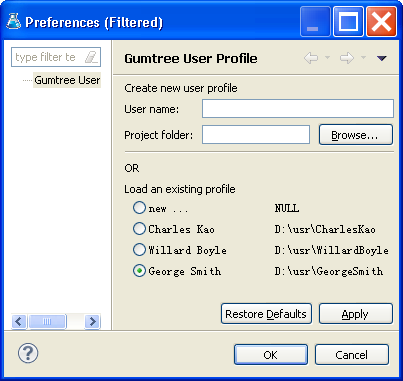 Preferences (Filtered)
type filter te
Gumtree User
Gumtree User Profile
Create new user profile
User name:
Project folder:
Browse...
OR
Load an existing profile
new ... NULL
Charles Kao D:\usr\CharlesKao
Willard Boyle D:\usr\WillardBoyle
George Smith D:\usr\GeorgeSmith
Restore Defaults Apply
? OK Cancel